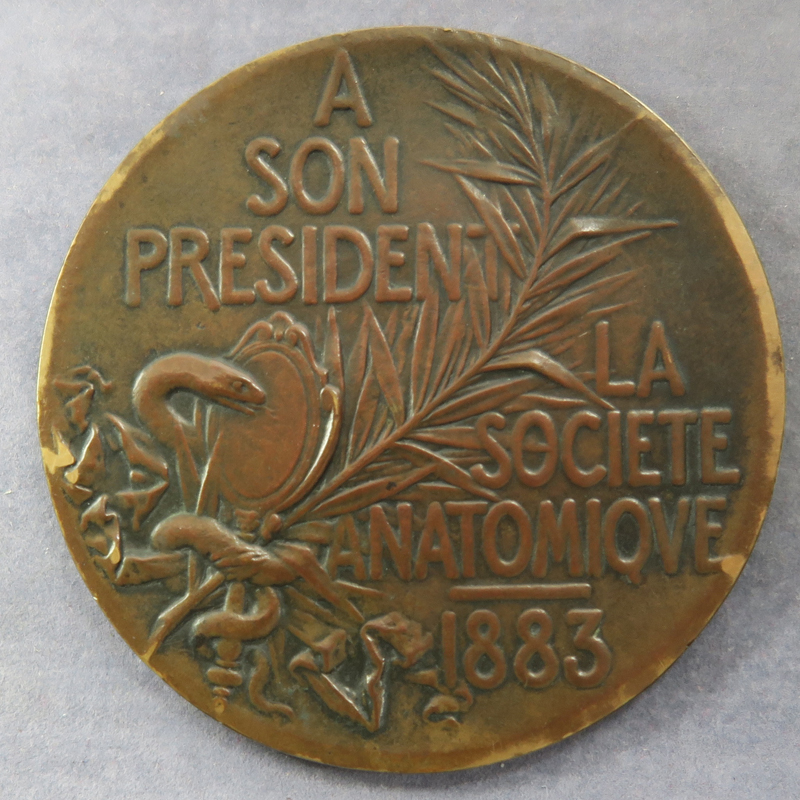 A
SON
PRESIDENT
LA
SOCIETE
ANATOMIQVE
1883